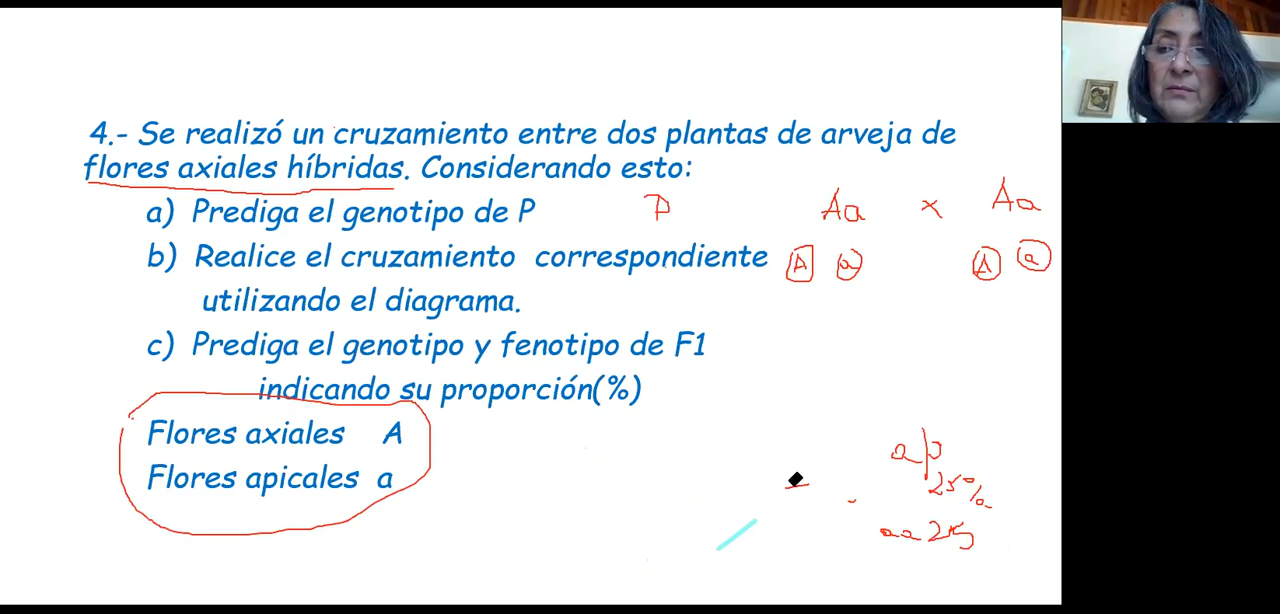 4.- Se realizó un cruzamiento entre dos plantas de arveja de
flores axiales híbridas. Considerando esto:
a) Prediga el genotipo de P
P Aa x Aa
b) Realice el cruzamiento correspondiente
A a A a
utilizando el diagrama.
c) Prediga el genotipo y fenotipo de F1
indicando su proporción(%)
Flores axiales A
Flores apicales a
25%
aa 25